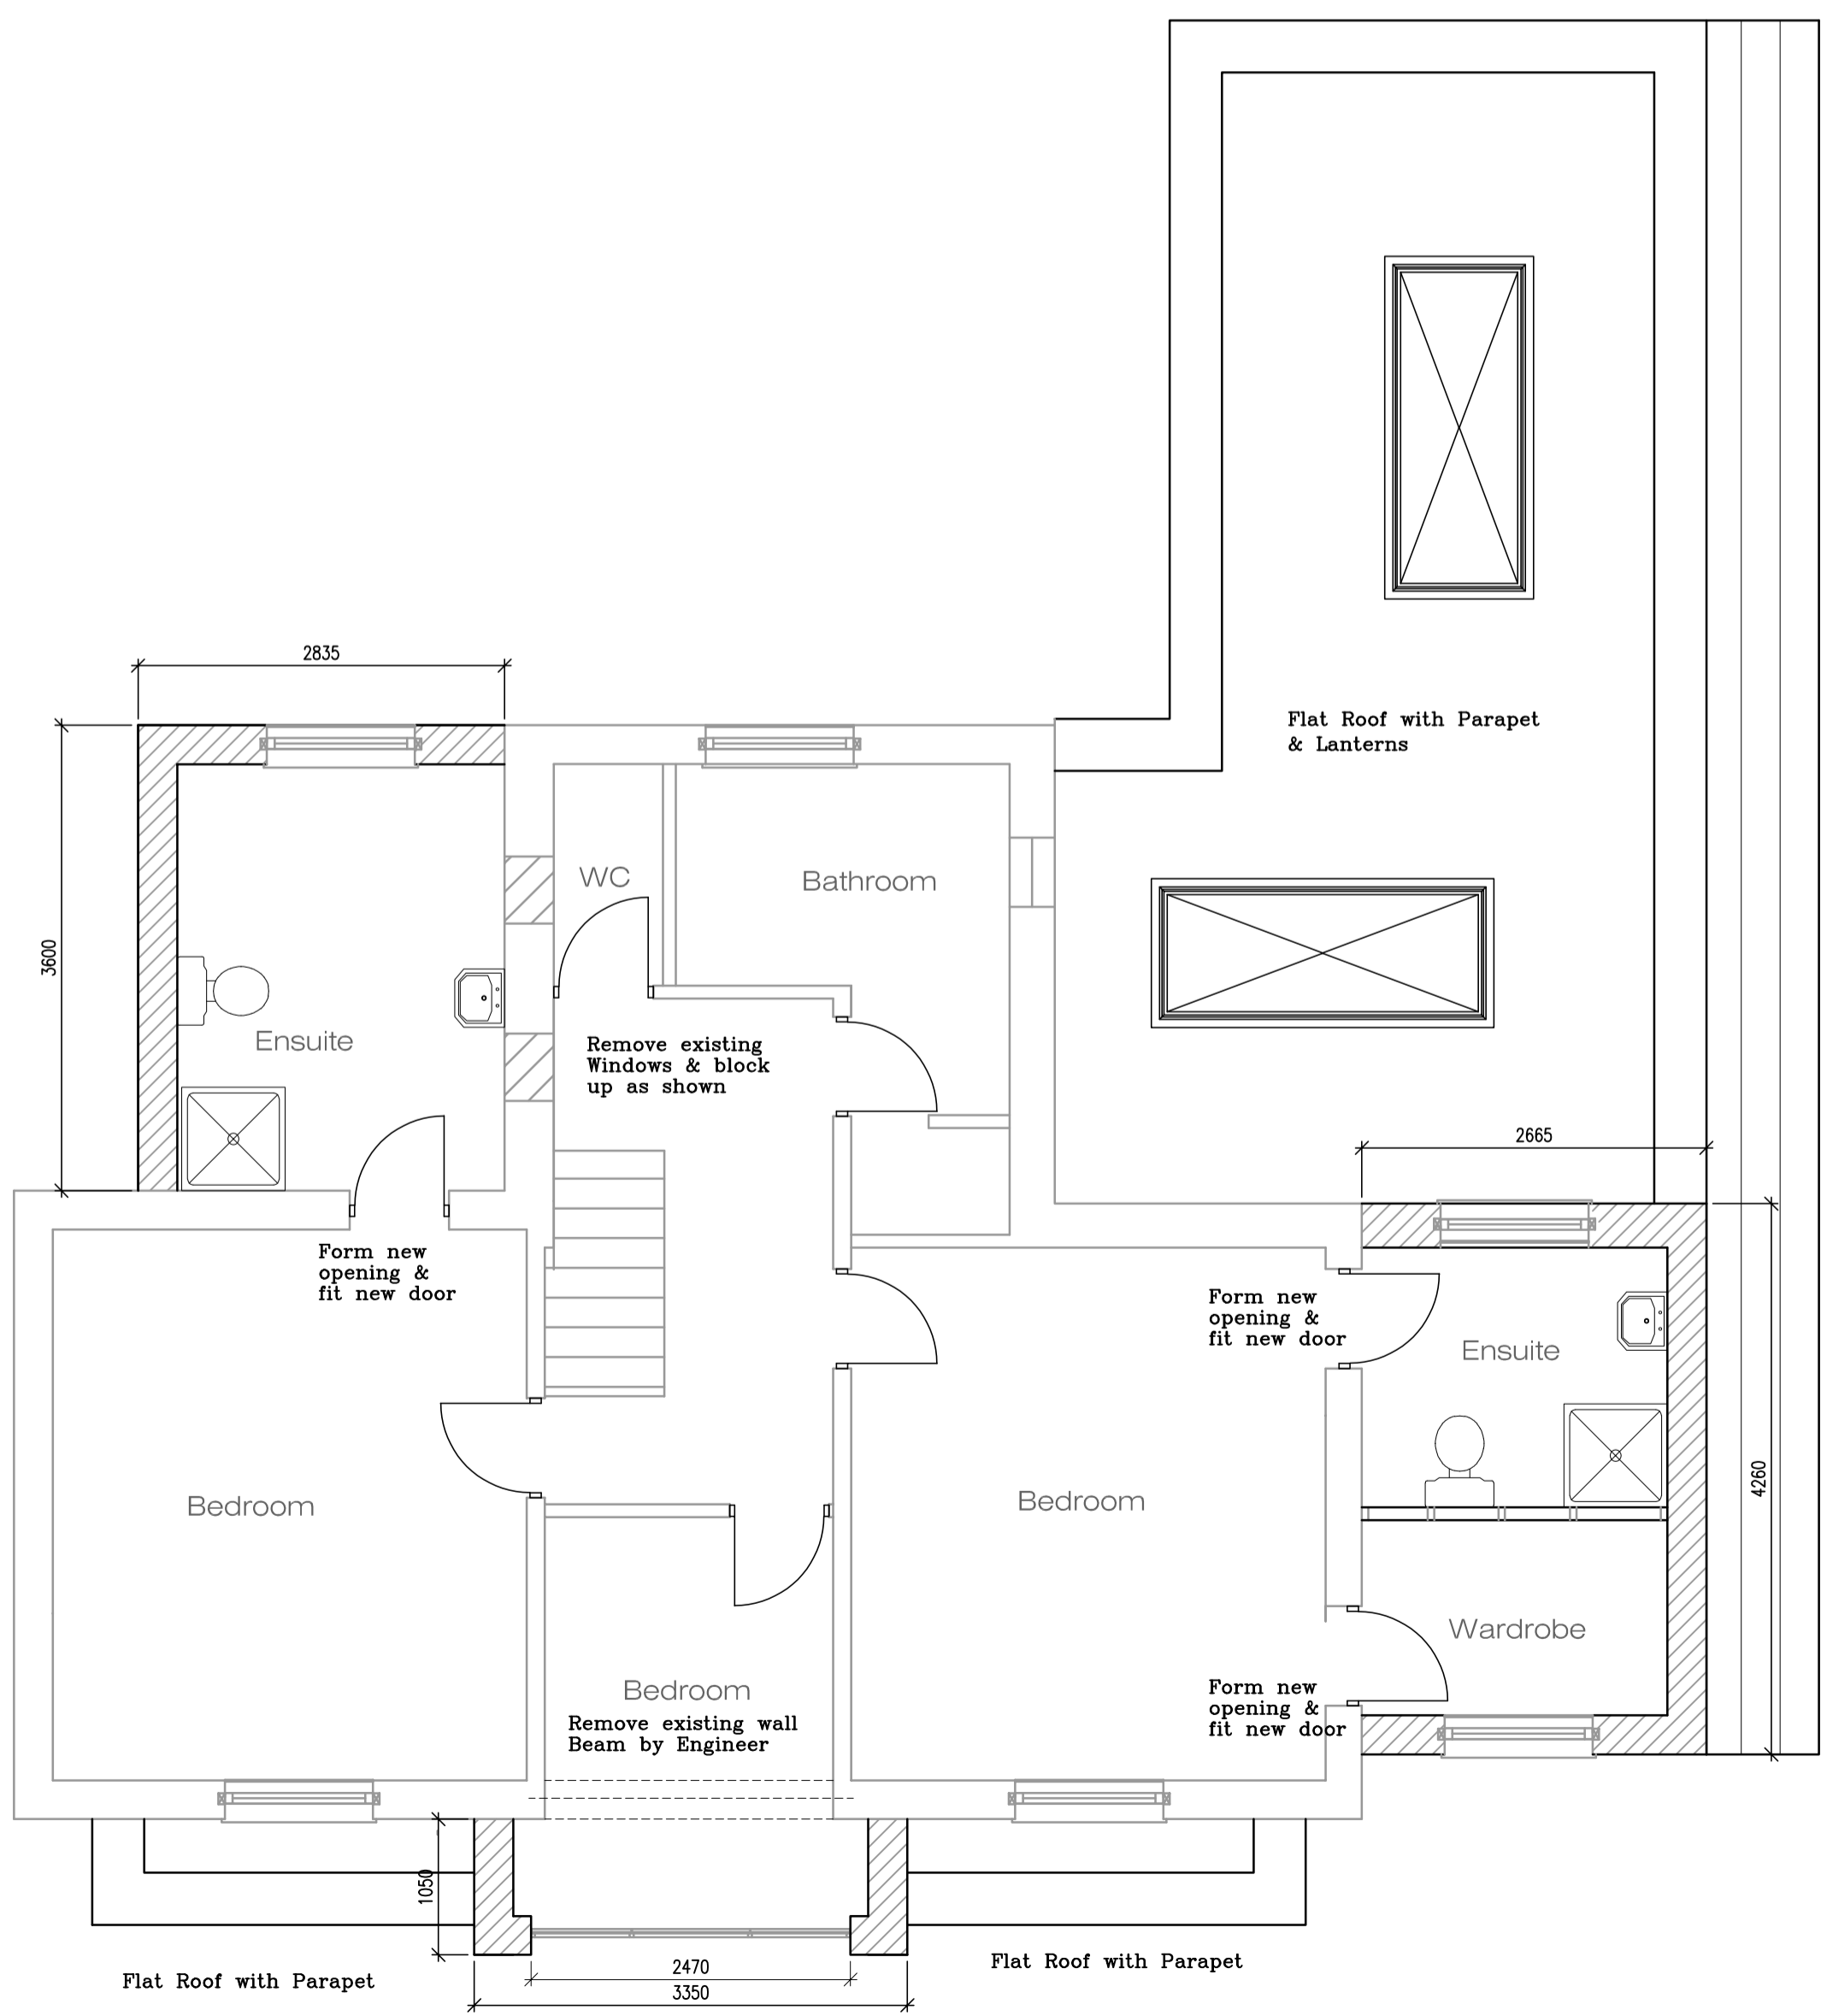 Flat Roof with Parapet
& Lanterns
2835
3600
WC
Bathroom
Ensuite
Remove existing
Windows & block
up as shown
2665
Form new
opening &
fit new door
Form new
opening &
fit new door
Ensuite
4260
Bedroom
Bedroom
Wardrobe
Bedroom
Remove existing wall
Beam by Engineer
Form new
opening &
fit new door
1050
Flat Roof with Parapet
Flat Roof with Parapet
2470
3350